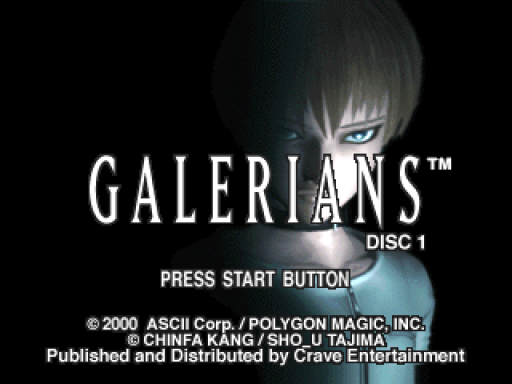 GALERIANS™
DISC 1
PRESS START BUTTON
© 2000 ASCII Corp. / POLYGON MAGIC, INC.
© CHINFA KANG / SHO_U TAJIMA
Published and Distributed by Crave Entertainment